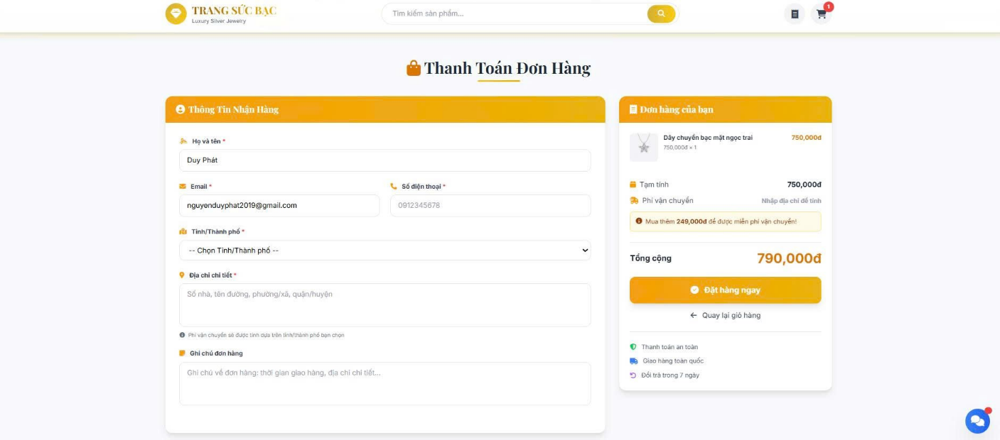 TRANG SỨC BẠC
Luxury Silver Jewelry
Tìm kiếm sản phẩm...
1
Thanh Toán Đơn Hàng
Thông Tin Nhận Hàng
Họ và tên *
Duy Phát
Email *
Số điện thoại *
nguyenduyphat2019@gmail.com
0912345678
Tỉnh/Thành phố *
-- Chọn Tỉnh/Thành phố --
Địa chỉ chi tiết *
Số nhà, tên đường, phường/xã, quận/huyện
Phí vận chuyển sẽ được tính dựa trên tỉnh/thành phố bạn chọn
Ghi chú đơn hàng
Ghi chú về đơn hàng: thời gian giao hàng, địa chỉ chi tiết...
Đơn hàng của bạn
Dây chuyền bạc mặt ngọc trai
750,000đ
750,000đ × 1
Tạm tính
750,000đ
Phí vận chuyển
Nhập địa chỉ để tính
Mua thêm 249,000đ để được miễn phí vận chuyển!
Tổng cộng
790,000đ
Đặt hàng ngay
Quay lại giỏ hàng
Thanh toán an toàn
Giao hàng toàn quốc
Đổi trả trong 7 ngày